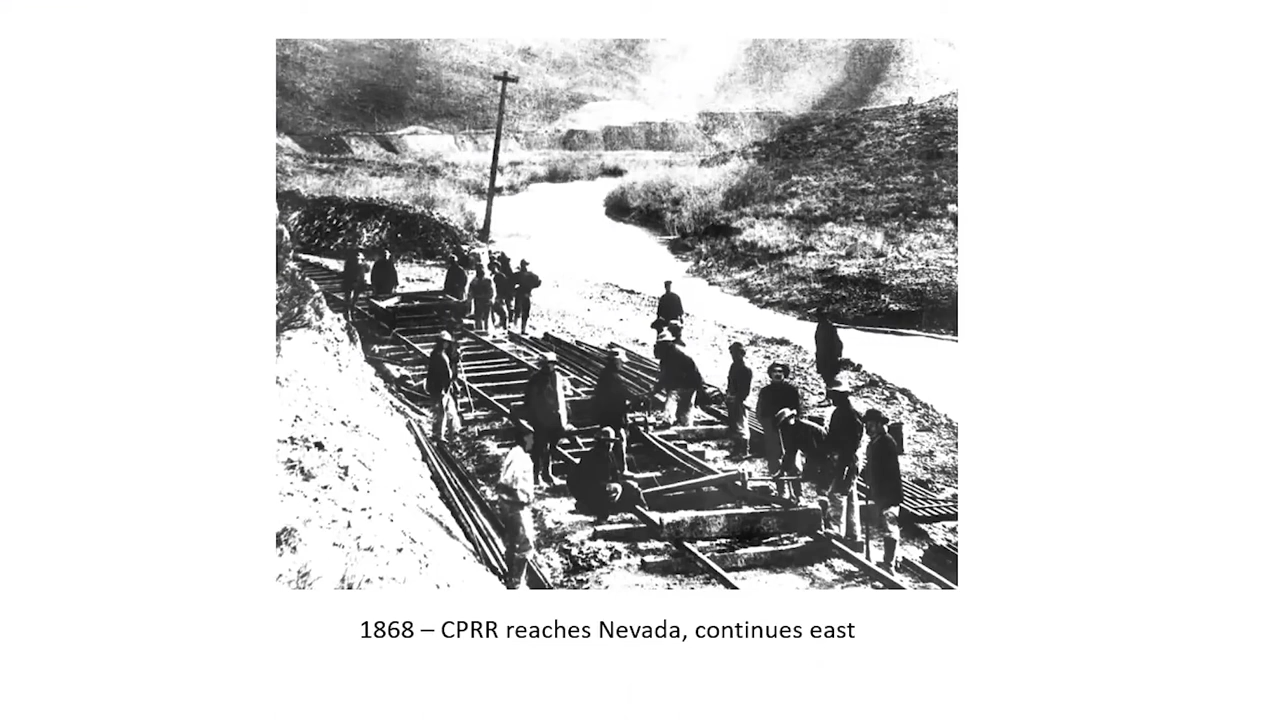 1868 – CPRR reaches Nevada, continues east